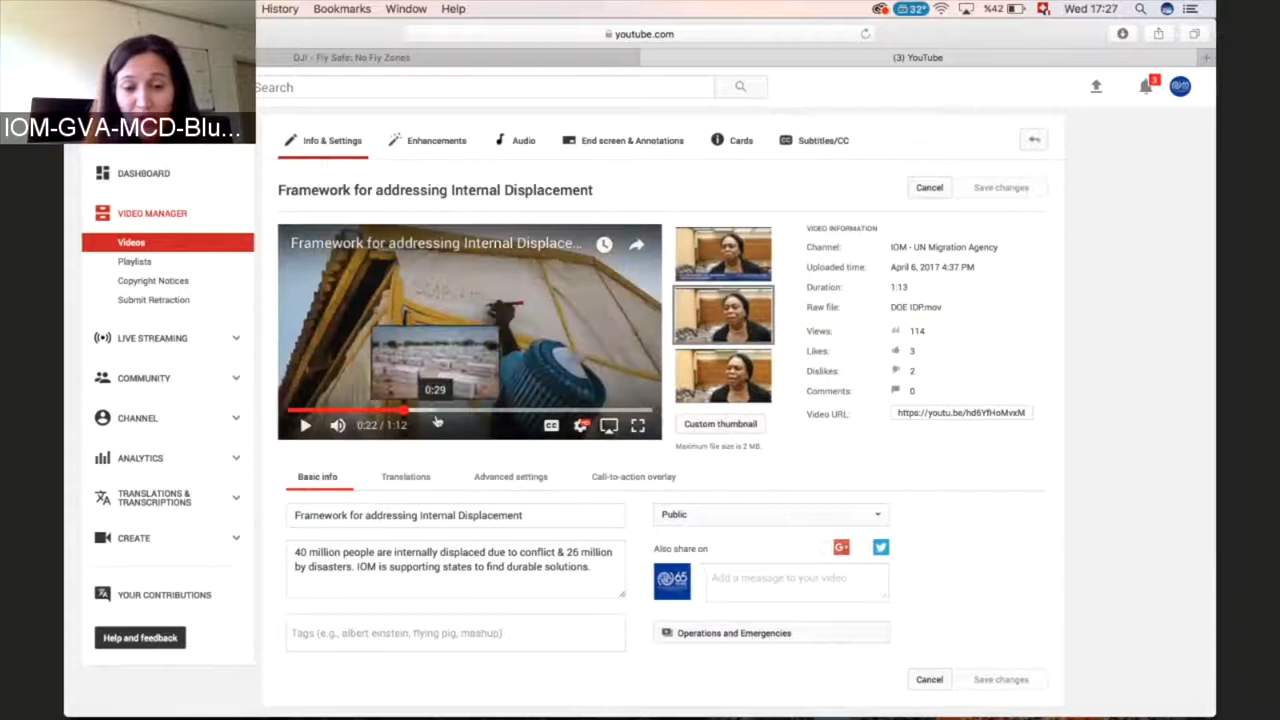 History Bookmarks Window Help
32° %42 Wed 17:27
IOM-GVA-MCD-Blu...
youtube.com
DJI - Fly Safe: No Fly Zones
(3) YouTube
Search
3
Info & Settings
Enhancements
Audio
End screen & Annotations
Cards
CC Subtitles/CC
DASHBOARD
VIDEO MANAGER
Videos
Playlists
Copyright Notices
Submit Retraction
LIVE STREAMING
COMMUNITY
CHANNEL
ANALYTICS
TRANSLATIONS &
TRANSCRIPTIONS
CREATE
YOUR CONTRIBUTIONS
Help and feedback
Framework for addressing Internal Displacement
Cancel
Save changes
Framework for addressing Internal Displace...
0:29
0:22 / 1:12
CC
Custom thumbnail
Maximum file size is 2 MB.
VIDEO INFORMATION
Channel: IOM - UN Migration Agency
Uploaded time: April 6, 2017 4:37 PM
Duration: 1:13
Raw file: DOE IDP.mov
Views: 114
Likes: 3
Dislikes: 2
Comments: 0
Video URL: https://youtu.be/hd6YfHoMvxM
Basic info
Translations
Advanced settings
Call-to-action overlay
Framework for addressing Internal Displacement
40 million people are internally displaced due to conflict & 26 million
by disasters. IOM is supporting states to find durable solutions.
Tags (e.g., albert einstein, flying pig, mashup)
Public
Also share on
G+
65
Add a message to your video
Operations and Emergencies
Cancel
Save changes